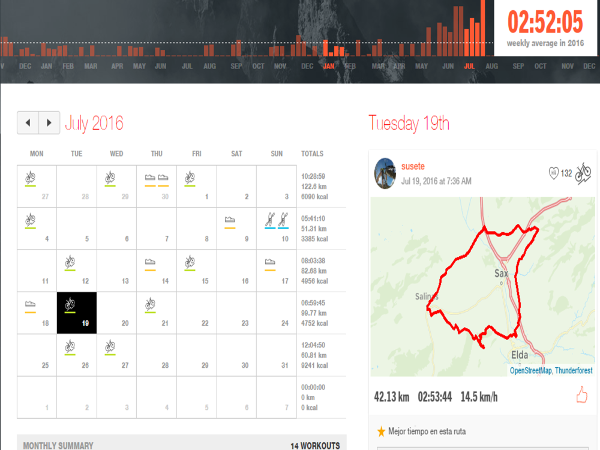 02:52:05
weekly average in 2016
DEC JAN FEB MAR APR MAY JUN JUL AUG SEP OCT NOV DEC JAN FEB MAR APR MAY JUN JUL AUG SEP OCT NOV DEC
July 2016
MON TUE WED THU FRI SAT SUN TOTALS
27 28 29 30 1 2 3
10:28:59
122.8 km
6090 kcal
4 5 6 7 8 9 10
05:41:10
51.31 km
3385 kcal
11 12 13 14 15 16 17
08:03:38
82.68 km
4956 kcal
18 19 20 21 22 23 24
06:59:45
99.77 km
4752 kcal
25 26 27 28 29 30 31
12:04:50
60.81 km
8241 kcal
1 2 3 4 5 6 7
00:00:00
0 km
0 kcal
MONTHLY SUMMARY 14 WORKOUTS
Tuesday 19th
susete
Jul 19, 2016 at 7:36 AM
132
Sax
Salinas
Elda
OpenStreetMap, Thunderforest
42.13 km 02:53:44 14.5 km/h
Mejor tiempo en esta ruta